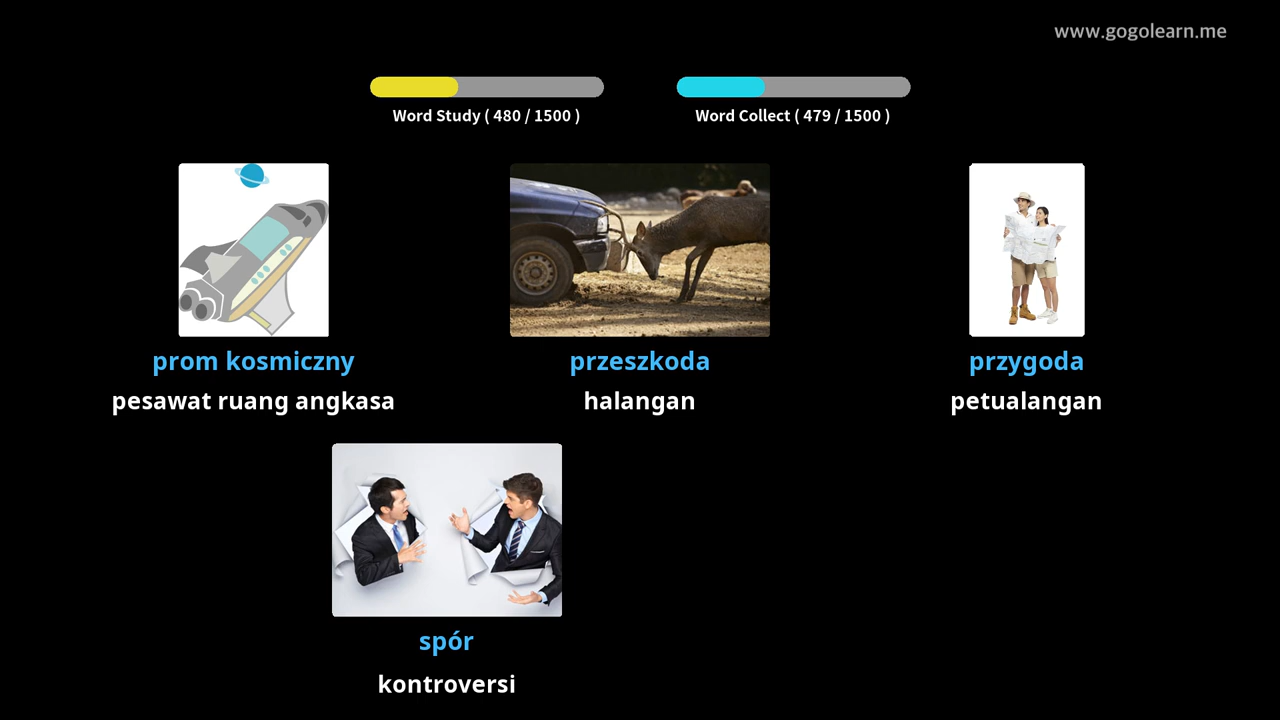 www.gogolearn.me
Word Study ( 480 / 1500 )
Word Collect ( 479 / 1500 )
prom kosmiczny
pesawat ruang angkasa
przeszkoda
halangan
przygoda
petualangan
spór
kontroversi